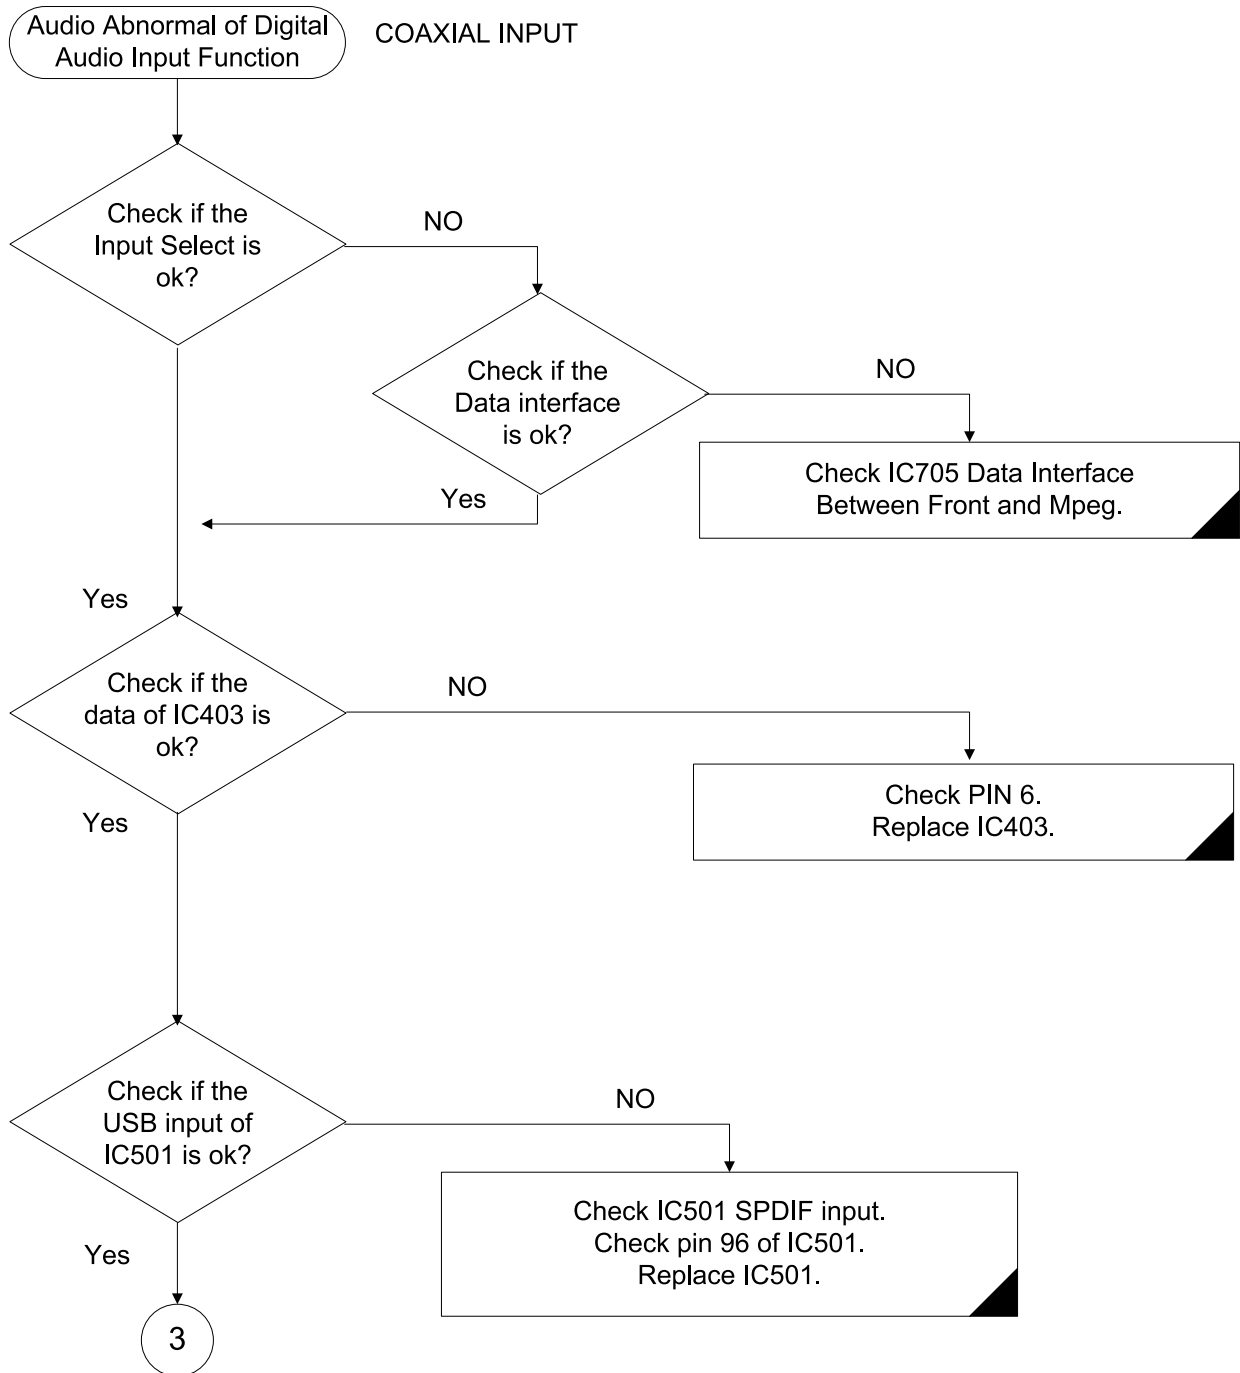 Audio Abnormal of Digital
Audio Input Function
COAXIAL INPUT
Check if the
Input Select is
ok?
NO
Check if the
Data interface
is ok?
NO
Check IC705 Data Interface
Between Front and Mpeg.
Yes
Yes
Check if the
data of IC403 is
ok?
NO
Check PIN 6.
Replace IC403.
Yes
Check if the
USB input of
IC501 is ok?
NO
Check IC501 SPDIF input.
Check pin 96 of IC501.
Replace IC501.
Yes
3